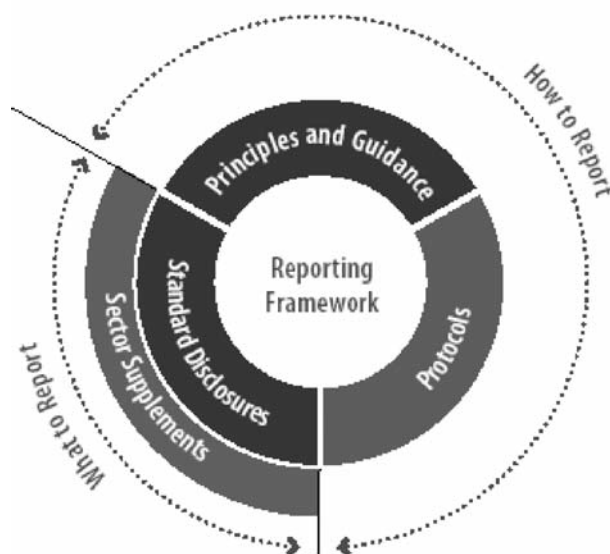 How to Report
Principles and Guidance
Reporting
Framework
Standard Disclosures
Sector Supplements
Protocols
What to Report